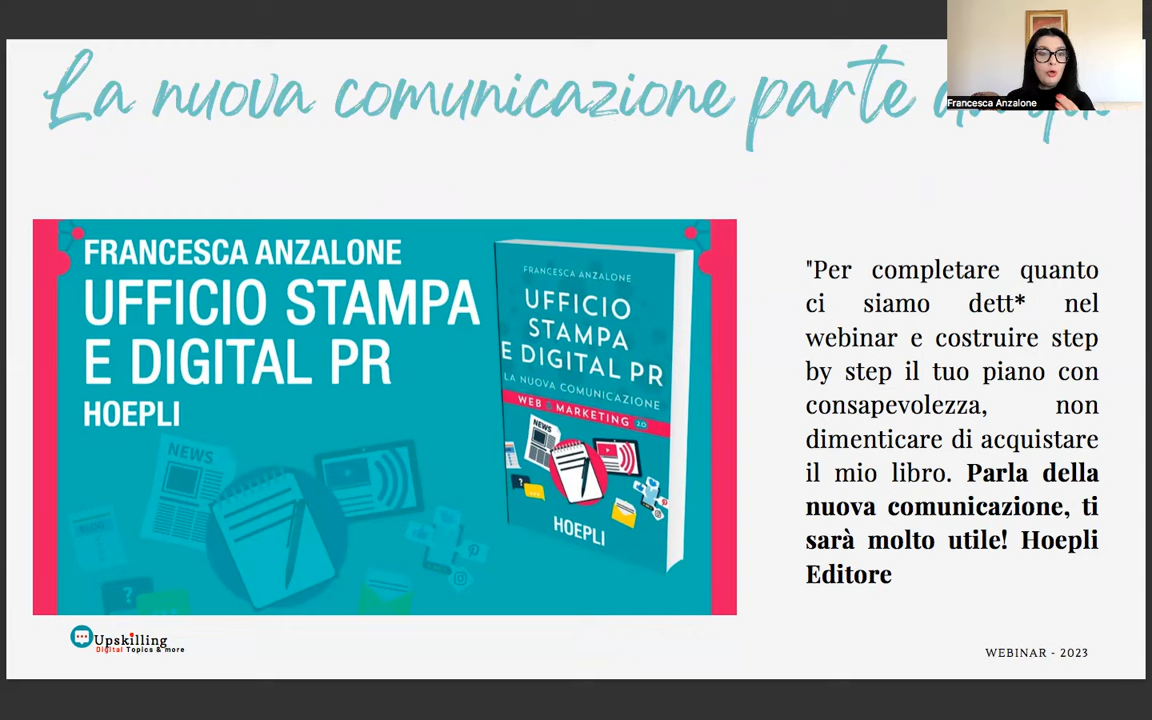 La nuova comunicazione parte
Francesca Anzalone
FRANCESCA ANZALONE
UFFICIO STAMPA
E DIGITAL PR
HOEPLI
NEWS
FRANCESCA ANZALONE
UFFICIO
STAMPA
E DIGITAL PR
LA NUOVA COMUNICAZIONE
WEB MARKETING 2.0
NEWS
HOEPLI
"Per completare quanto
ci siamo dett* nel
webinar e costruire step
by step il tuo piano con
consapevolezza, non
dimenticare di acquistare
il mio libro. Parla della
nuova comunicazione, ti
sarà molto utile! Hoepli
Editore
Upskilling
Digital Topics & more
WEBINAR - 2023